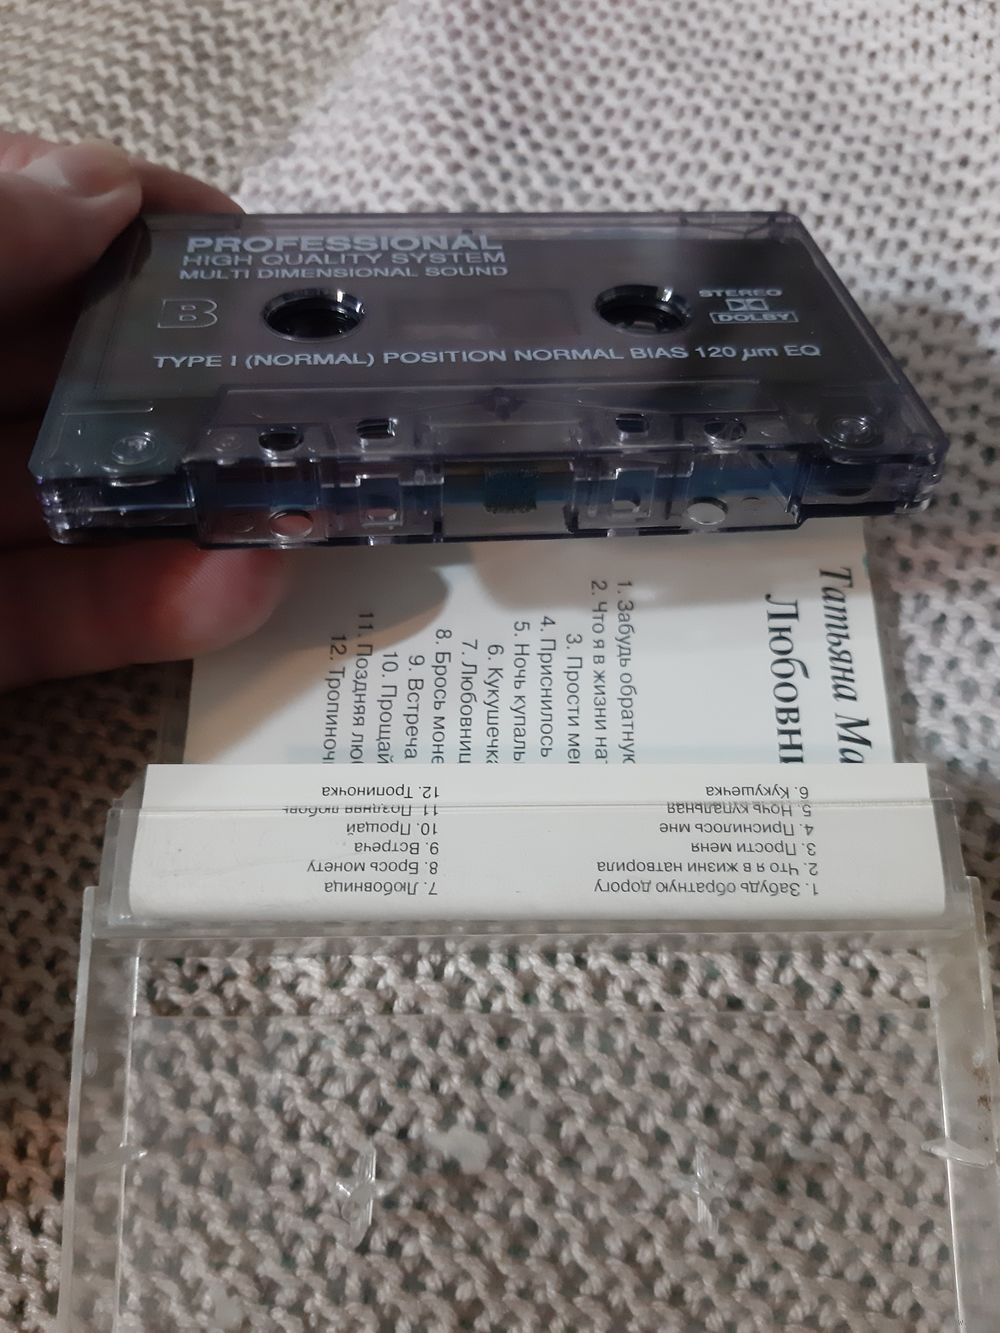 PROFESSIONAL
HIGH QUALITY SYSTEM
MULTI DIMENSIONAL SOUND
B
STEREO
DOLBY
TYPE I (NORMAL) POSITION NORMAL BIAS 120 µm EQ
Татьяна Ма
Любовн
1. Забудь обратную
2. Что я в жизни нат
3. Прости ме
4. Приснилось
5. Ночь купаль
6. Кукушечка
7. Любовниц
8. Брось моне
9. Встреча
10. Прощай
11. Поздняя лю
12. Тропиноч
1. Забудь обратную дорогу
2. Что я в жизни натворила
3. Прости меня
4. Приснилось мне
5. Ночь купальная
6. Кукушечка
7. Любовница
8. Брось монету
9. Встреча
10. Прощай
11. Поздняя любовь
12. Тропиночка